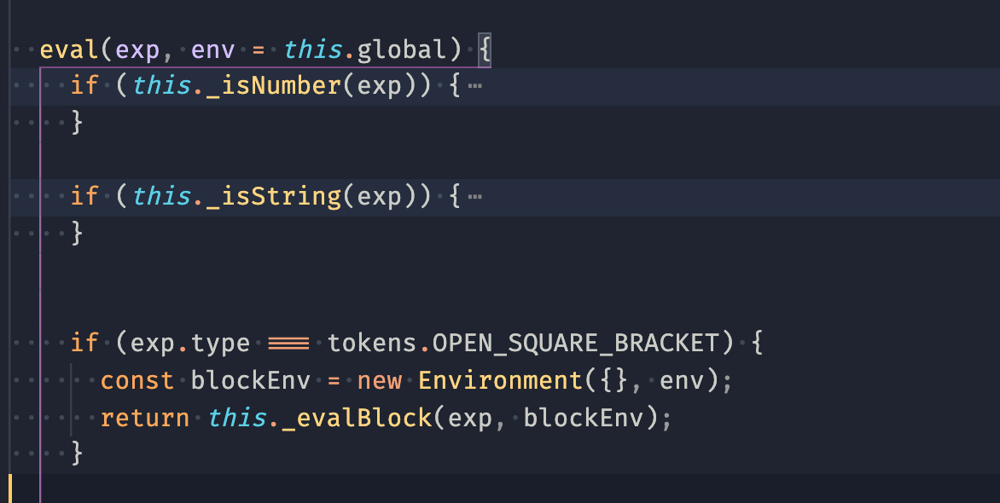 eval(exp, env = this.global) {
if (this._isNumber(exp)) { ⋯
}
if (this._isString(exp)) { ⋯
}
if (exp.type === tokens.OPEN_SQUARE_BRACKET) {
const blockEnv = new Environment({}, env);
return this._evalBlock(exp, blockEnv);
}